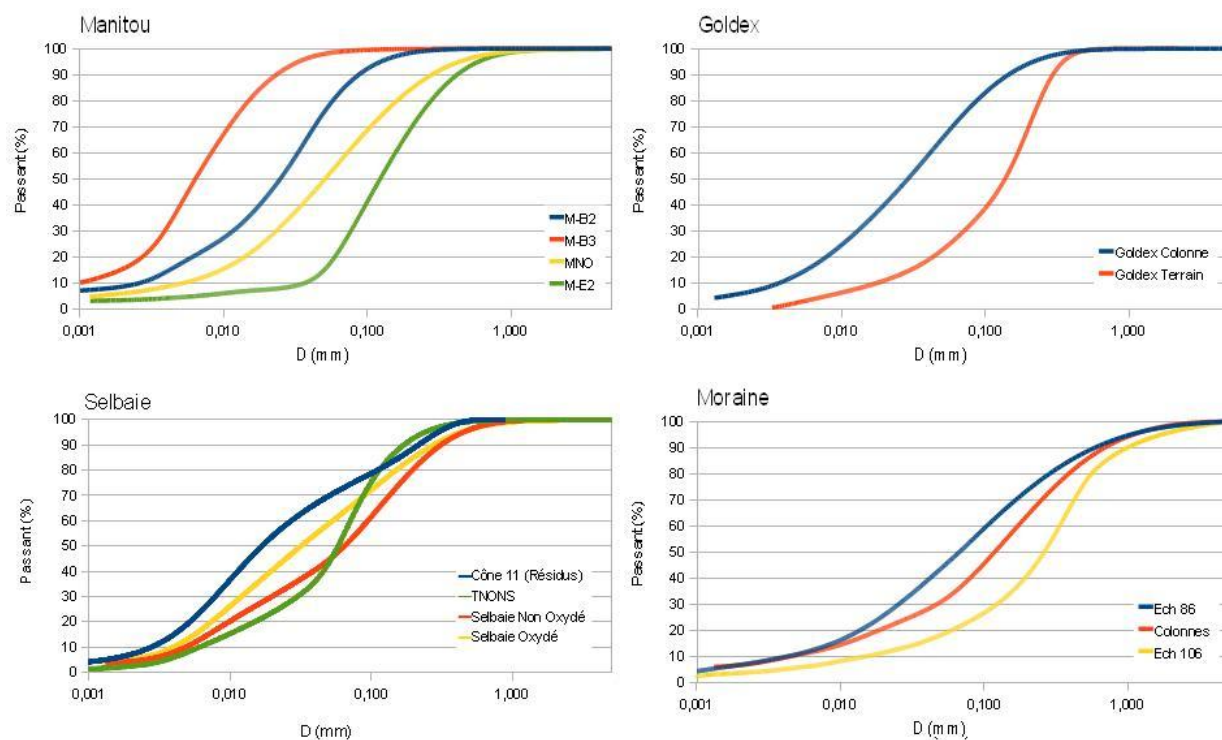 Manitou
100
90
80
70
60
50
40
30
20
10
0
Passant(%)
0,001 0,010 0,100 1,000
D (mm)
M-B2
M-B3
MNO
M-E2
Goldex
100
90
80
70
60
50
40
30
20
10
0
Passant(%)
0,001 0,010 0,100 1,000
D (mm)
Goldex Colonne
Goldex Terrain
Selbaie
100
90
80
70
60
50
40
30
20
10
0
Passant(%)
0,001 0,010 0,100 1,000
D (mm)
Cône 11 (Résidus)
TNONS
Selbaie Non Oxydé
Selbaie Oxydé
Moraine
100
90
80
70
60
50
40
30
20
10
0
Passant(%)
0,001 0,010 0,100 1,000
D (mm)
Ech 86
Colonnes
Ech 106